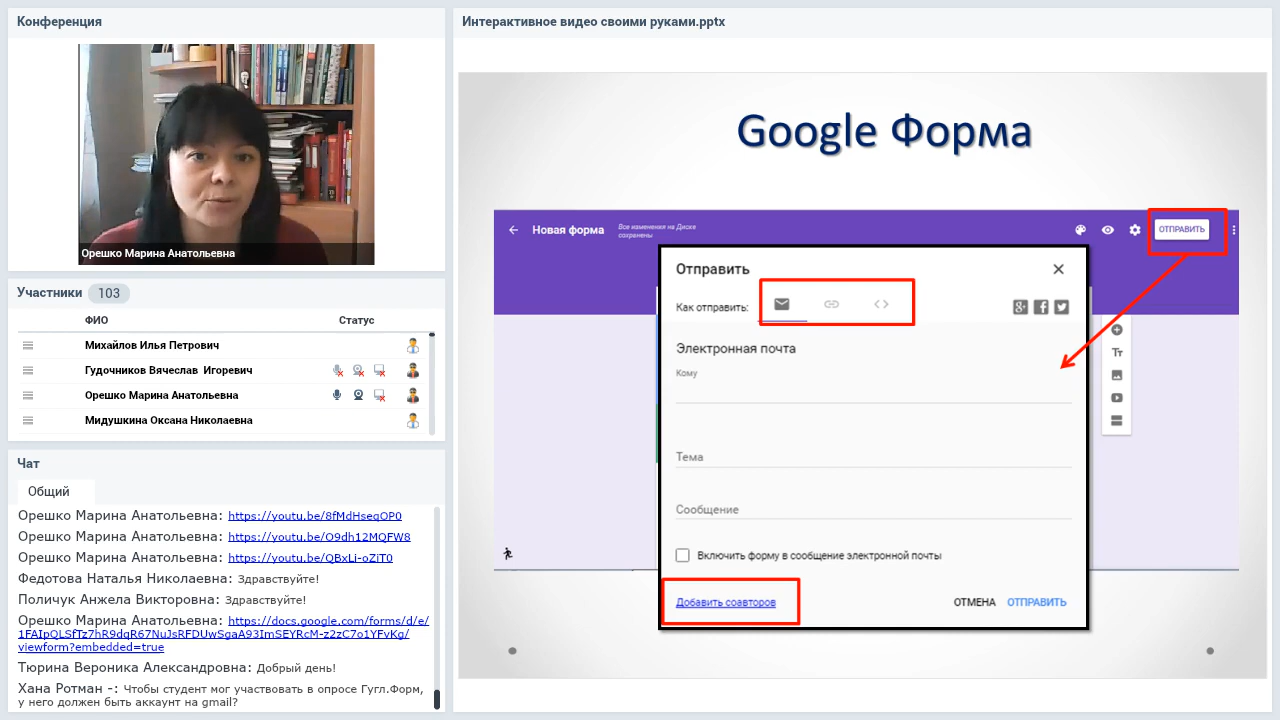 Конференция
Орешко Марина Анатольевна
Участники 103
ФИО Статус
Михайлов Илья Петрович
Гудочников Вячеслав Игоревич
Орешко Марина Анатольевна
Мидушкина Оксана Николаевна
Чат
Общий
Орешко Марина Анатольевна: https://youtu.be/8fMdHseqOP0
Орешко Марина Анатольевна: https://youtu.be/O9dh12MQFW8
Орешко Марина Анатольевна: https://youtu.be/QBxLi-oZiT0
Федотова Наталья Николаевна: Здравствуйте!
Поличук Анжела Викторовна: Здравствуйте!
Орешко Марина Анатольевна: https://docs.google.com/forms/d/e/
1FAIpQLSfTz7hR9dqR67NuJsRFDUwSgaA93ImSEYRcM-z2zC7o1YFvKg/
viewform?embedded=true
Тюрина Вероника Александровна: Добрый день!
Хана Ротман -: Чтобы студент мог участвовать в опросе Гугл.Форм,
у него должен быть аккаунт на gmail?
Интерактивное видео своими руками.pptx
Google Форма
Новая форма
Все изменения на Диске
сохранены
ОТПРАВИТЬ
Отправить
Как отправить:
Электронная почта
Кому
Тема
Сообщение
Включить форму в сообщение электронной почты
Добавить соавторов
ОТМЕНА ОТПРАВИТЬ
Тт